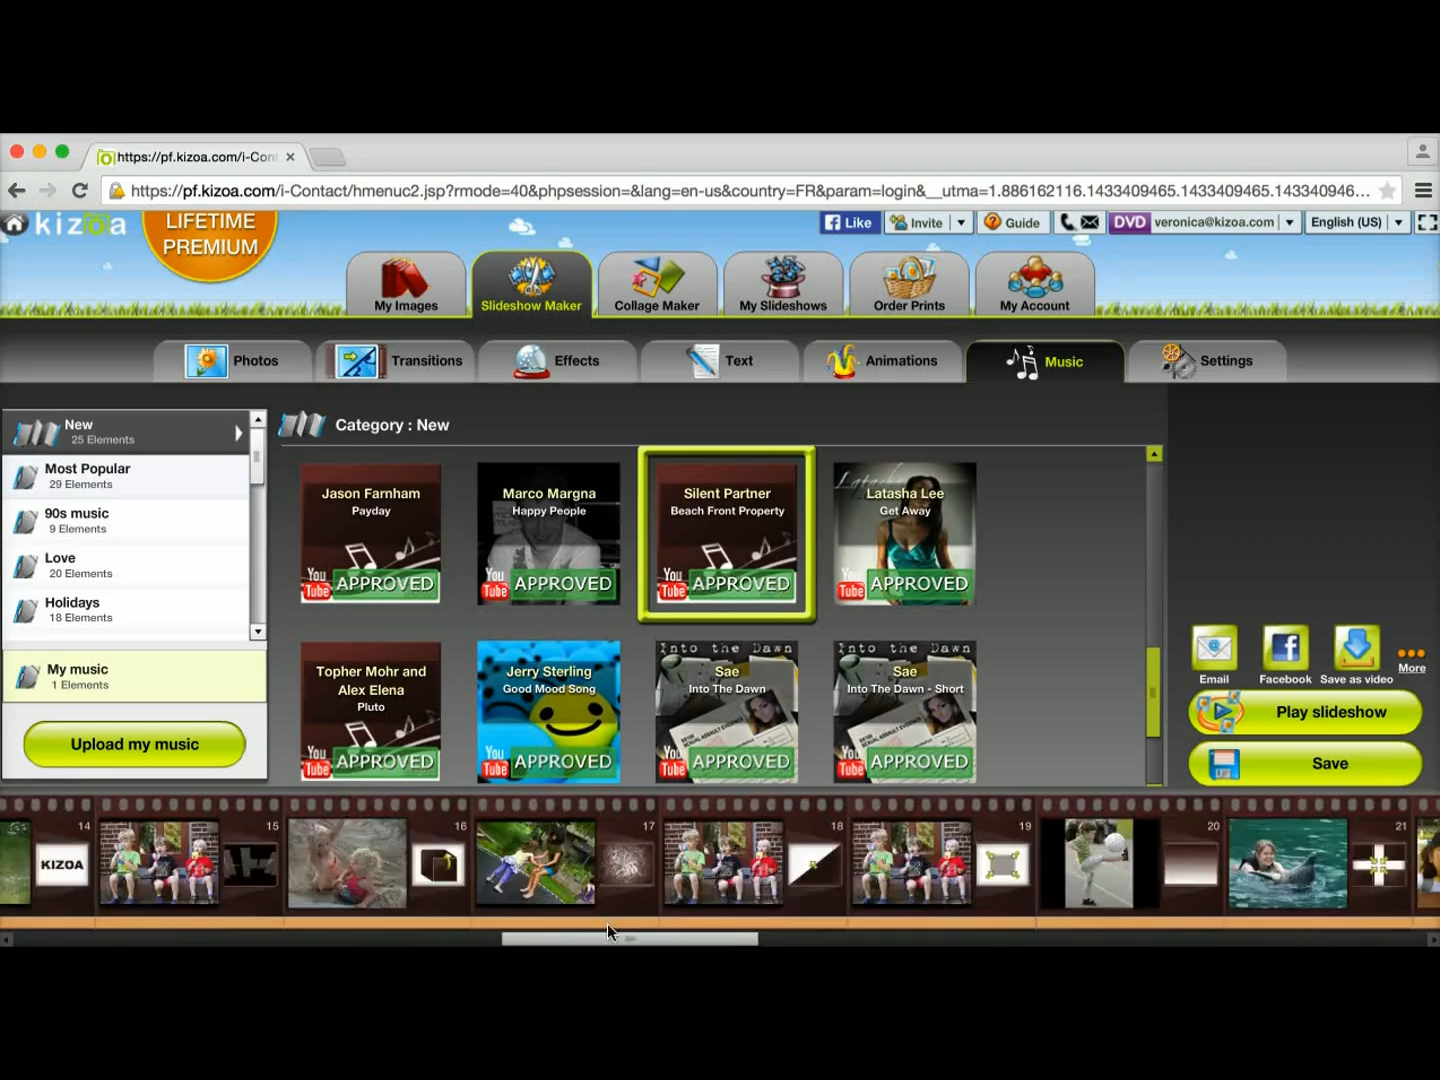 https://pf.kizoa.com/i-Cont
https://pf.kizoa.com/i-Contact/hmenuc2.jsp?rmode=40&phpsession=&lang=en-us&country=FR&param=login&__utma=1.886162116.1433409465.1433409465.143340946...
kizoa
LIFETIME
PREMIUM
Like
Invite
Guide
DVD
veronica@kizoa.com
English (US)
My Images
Slideshow Maker
Collage Maker
My Slideshows
Order Prints
My Account
Photos
Transitions
Effects
Text
Animations
Music
Settings
New
25 Elements
Most Popular
29 Elements
90s music
9 Elements
Love
20 Elements
Holidays
18 Elements
My music
1 Elements
Upload my music
Category : New
Jason Farnham
Payday
You Tube APPROVED
Marco Margna
Happy People
You Tube APPROVED
Silent Partner
Beach Front Property
You Tube APPROVED
Latasha Lee
Get Away
You Tube APPROVED
Topher Mohr and
Alex Elena
Pluto
You Tube APPROVED
Jerry Sterling
Good Mood Song
You Tube APPROVED
Into the Dawn
Sae
Into The Dawn
You Tube APPROVED
Into the Dawn
Sae
Into The Dawn - Short
You Tube APPROVED
Email
Facebook
Save as video
More
Play slideshow
Save
14
15
16
17
18
19
20
21
KIZOA